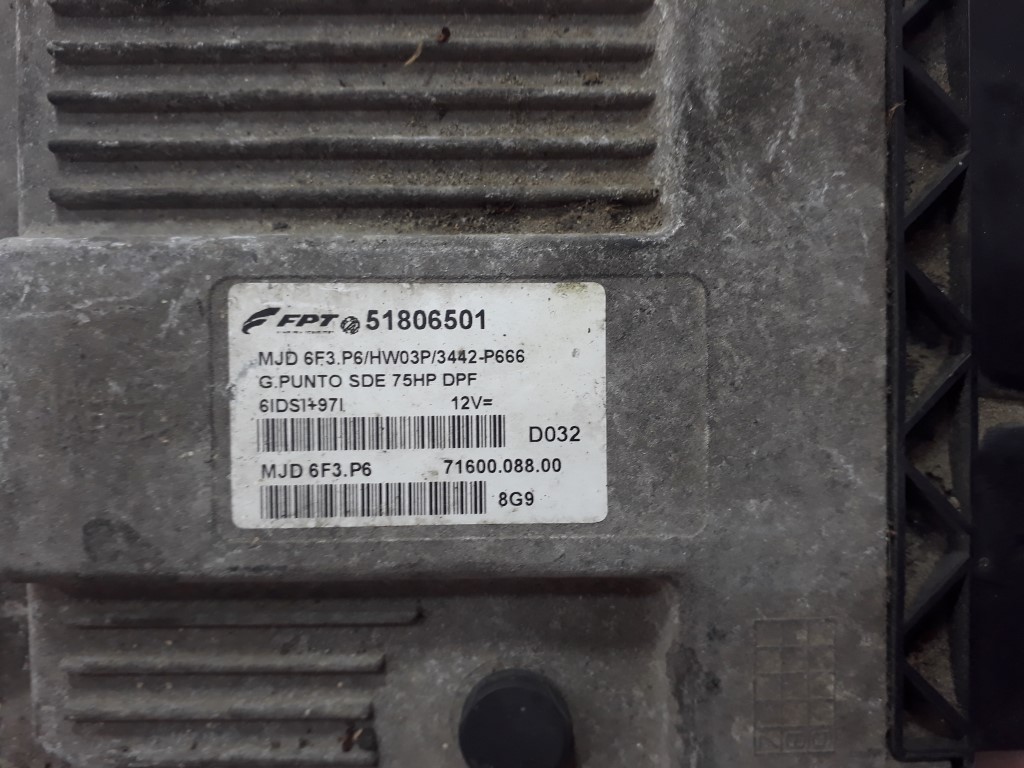 FPT 51806501
MJD 6F3.P6/HW03P/3442-P666
G.PUNTO SDE 75HP DPF
6IDS1+97I 12V=
D032
MJD 6F3.P6 71600.088.00
8G9